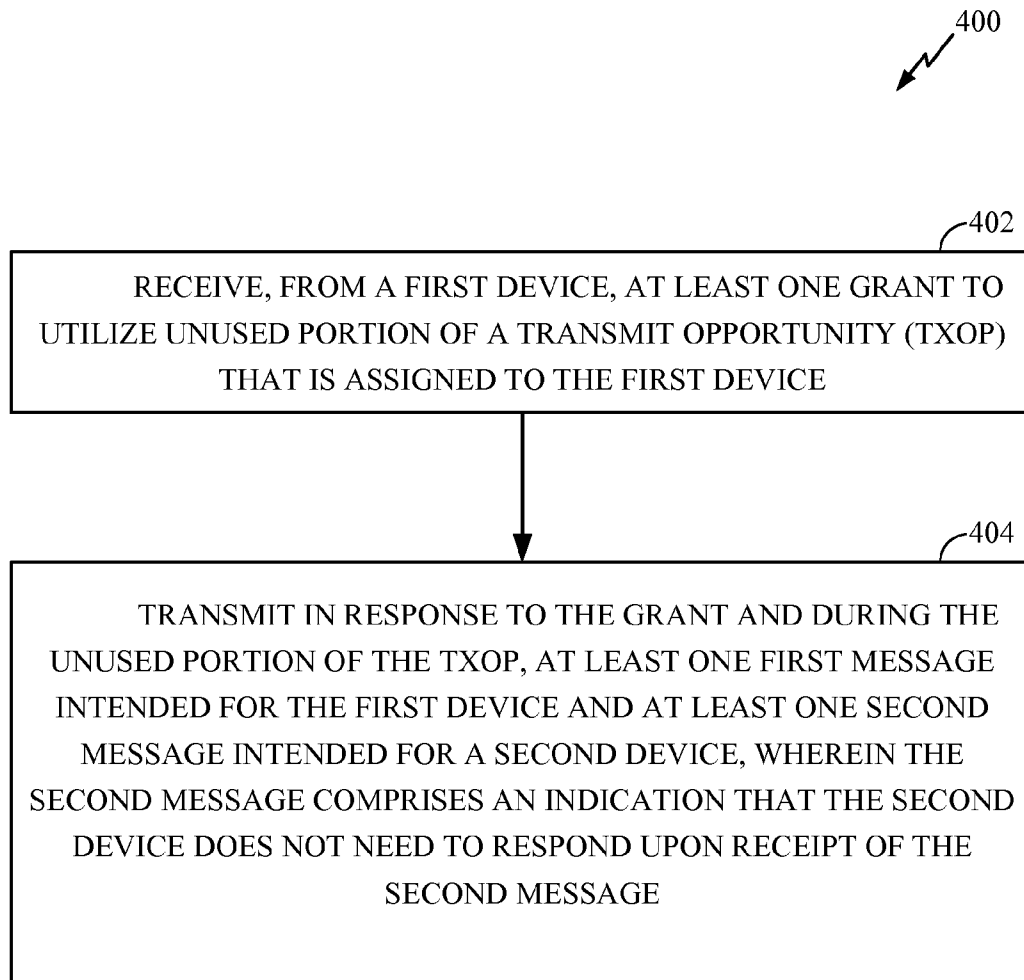 400
402
RECEIVE, FROM A FIRST DEVICE, AT LEAST ONE GRANT TO
UTILIZE UNUSED PORTION OF A TRANSMIT OPPORTUNITY (TXOP)
THAT IS ASSIGNED TO THE FIRST DEVICE
404
TRANSMIT IN RESPONSE TO THE GRANT AND DURING THE
UNUSED PORTION OF THE TXOP, AT LEAST ONE FIRST MESSAGE
INTENDED FOR THE FIRST DEVICE AND AT LEAST ONE SECOND
MESSAGE INTENDED FOR A SECOND DEVICE, WHEREIN THE
SECOND MESSAGE COMPRISES AN INDICATION THAT THE SECOND
DEVICE DOES NOT NEED TO RESPOND UPON RECEIPT OF THE
SECOND MESSAGE